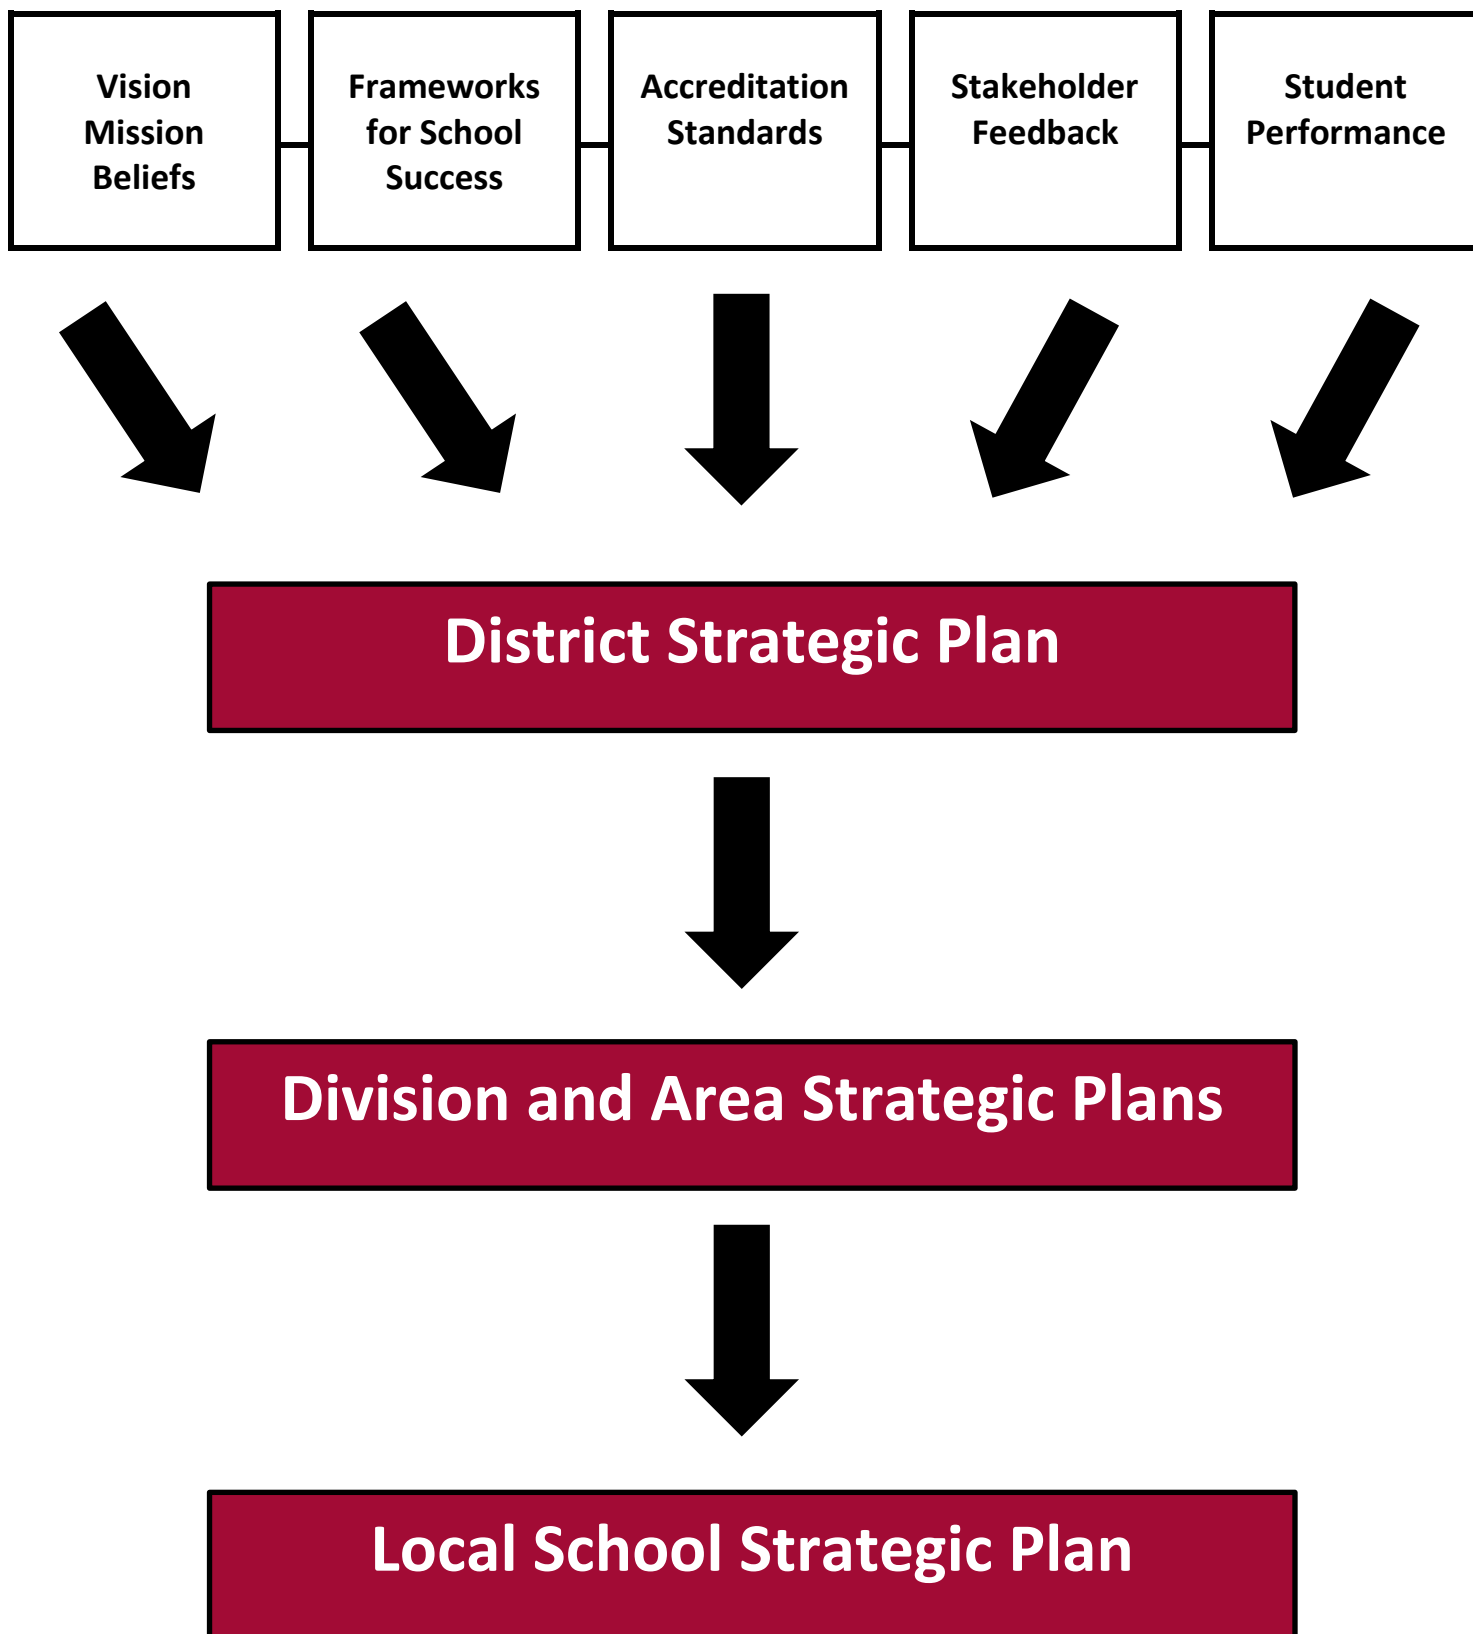 Vision
Mission
Beliefs
Frameworks
for School
Success
Accreditation
Standards
Stakeholder
Feedback
Student
Performance
District Strategic Plan
Division and Area Strategic Plans
Local School Strategic Plan